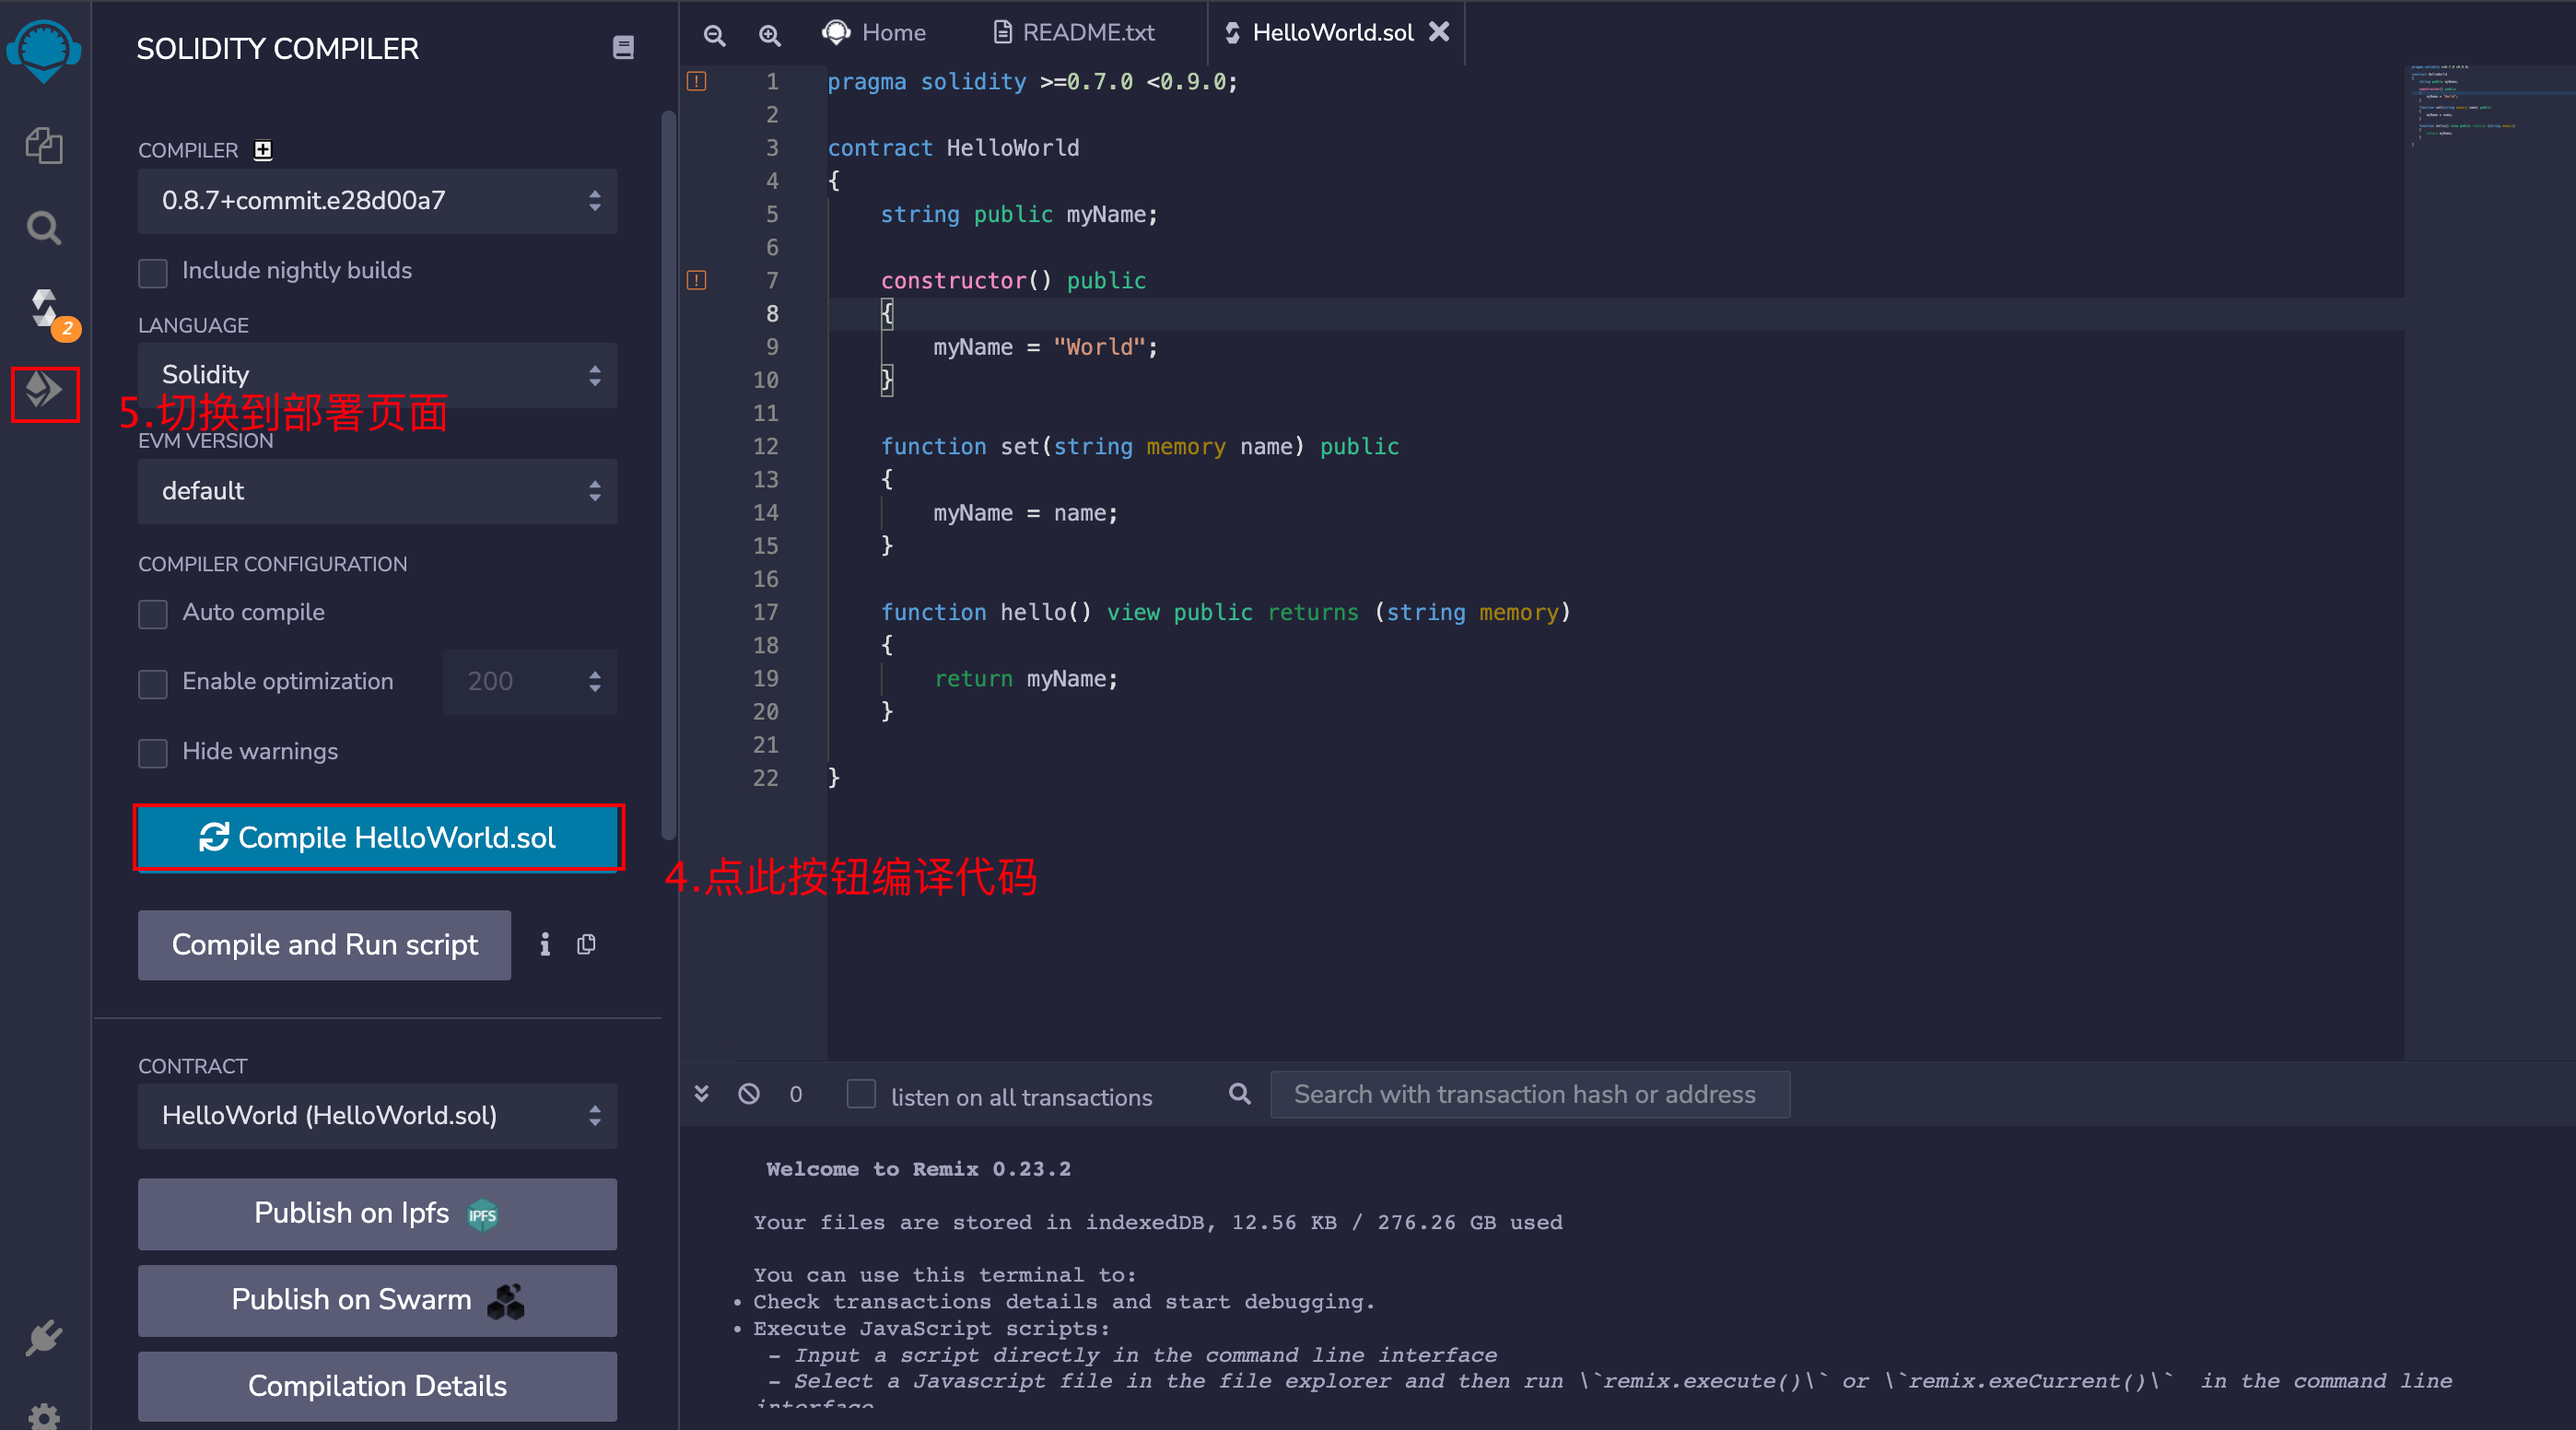 SOLIDITY COMPILER
COMPILER
0.8.7+commit.e28d00a7
Include nightly builds
2
LANGUAGE
Solidity
5.切换到部署页面
EVM VERSION
default
COMPILER CONFIGURATION
Auto compile
Enable optimization
200
Hide warnings
Compile HelloWorld.sol
4.点此按钮编译代码
Compile and Run script
CONTRACT
HelloWorld (HelloWorld.sol)
Publish on Ipfs IPFS
Publish on Swarm
Compilation Details
Home
README.txt
HelloWorld.sol
1 pragma solidity >=0.7.0 <0.9.0;
2
3 contract HelloWorld
4 {
5 string public myName;
6
7 constructor() public
8 {
9 myName = "World";
10 }
11
12 function set(string memory name) public
13 {
14 myName = name;
15 }
16
17 function hello() view public returns (string memory)
18 {
19 return myName;
20 }
21
22 }
0
listen on all transactions
Search with transaction hash or address
Welcome to Remix 0.23.2
Your files are stored in indexedDB, 12.56 KB / 276.26 GB used
You can use this terminal to:
• Check transactions details and start debugging.
• Execute JavaScript scripts:
- Input a script directly in the command line interface
- Select a Javascript file in the file explorer and then run \`remix.execute()\` or \`remix.exeCurrent()\` in the command line
interface